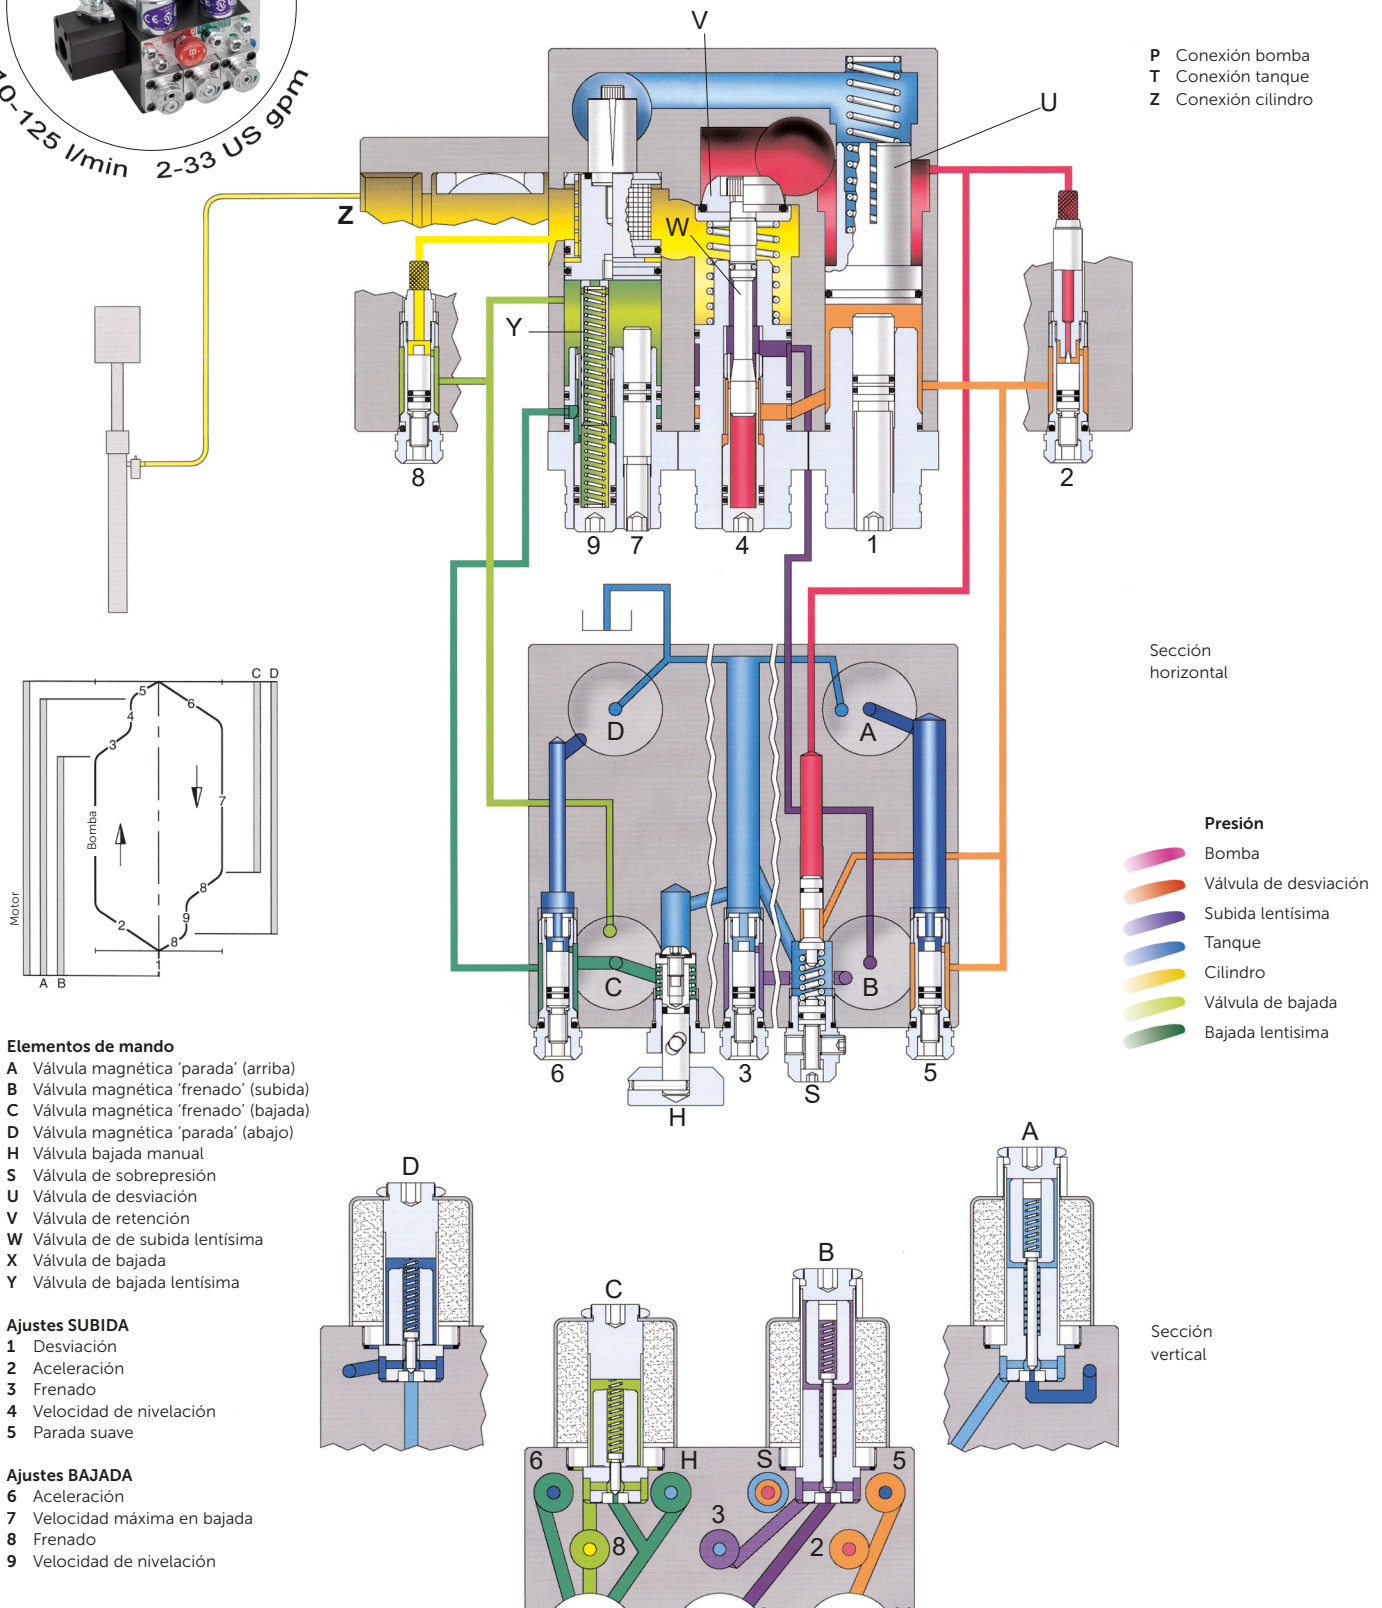 10-125 l/min 2-33 US gpm
V
P Conexión bomba
T Conexión tanque
Z Conexión cilindro
U
Z
W
Y
8
2
9
7
4
1
Sección
horizontal
D
A
C
B
6
H
3
S
5
C D
5
6
4
3
7
Bomba
Motor
8
9
2
8
1
A B
Presión
Bomba
Válvula de desviación
Subida lentísima
Tanque
Cilindro
Válvula de bajada
Bajada lentisima
Elementos de mando
A Válvula magnética ‘parada’ (arriba)
B Válvula magnética ‘frenado’ (subida)
C Válvula magnética ‘frenado’ (bajada)
D Válvula magnética ‘parada’ (abajo)
H Válvula bajada manual
S Válvula de sobrepresión
U Válvula de desviación
V Válvula de retención
W Válvula de de subida lentísima
X Válvula de bajada
Y Válvula de bajada lentísima
Ajustes SUBIDA
1 Desviación
2 Aceleración
3 Frenado
4 Velocidad de nivelación
5 Parada suave
Ajustes BAJADA
6 Aceleración
7 Velocidad máxima en bajada
8 Frenado
9 Velocidad de nivelación
D
A
C
B
Sección
vertical
6
H
S
5
3
8
2